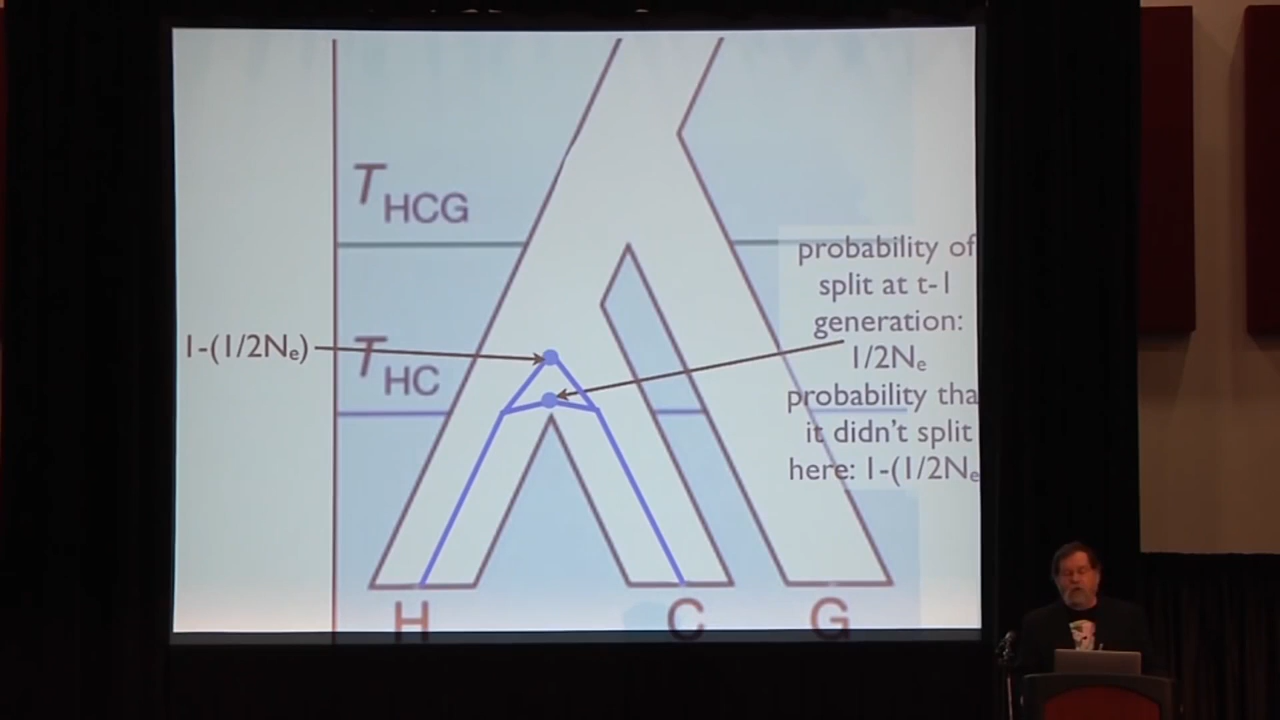 T HCG
probability of
split at t-1
generation:
1/2Ne
1-(1/2Ne)
T HC
probability tha
it didn't split
here: 1-(1/2Ne
H
C
G